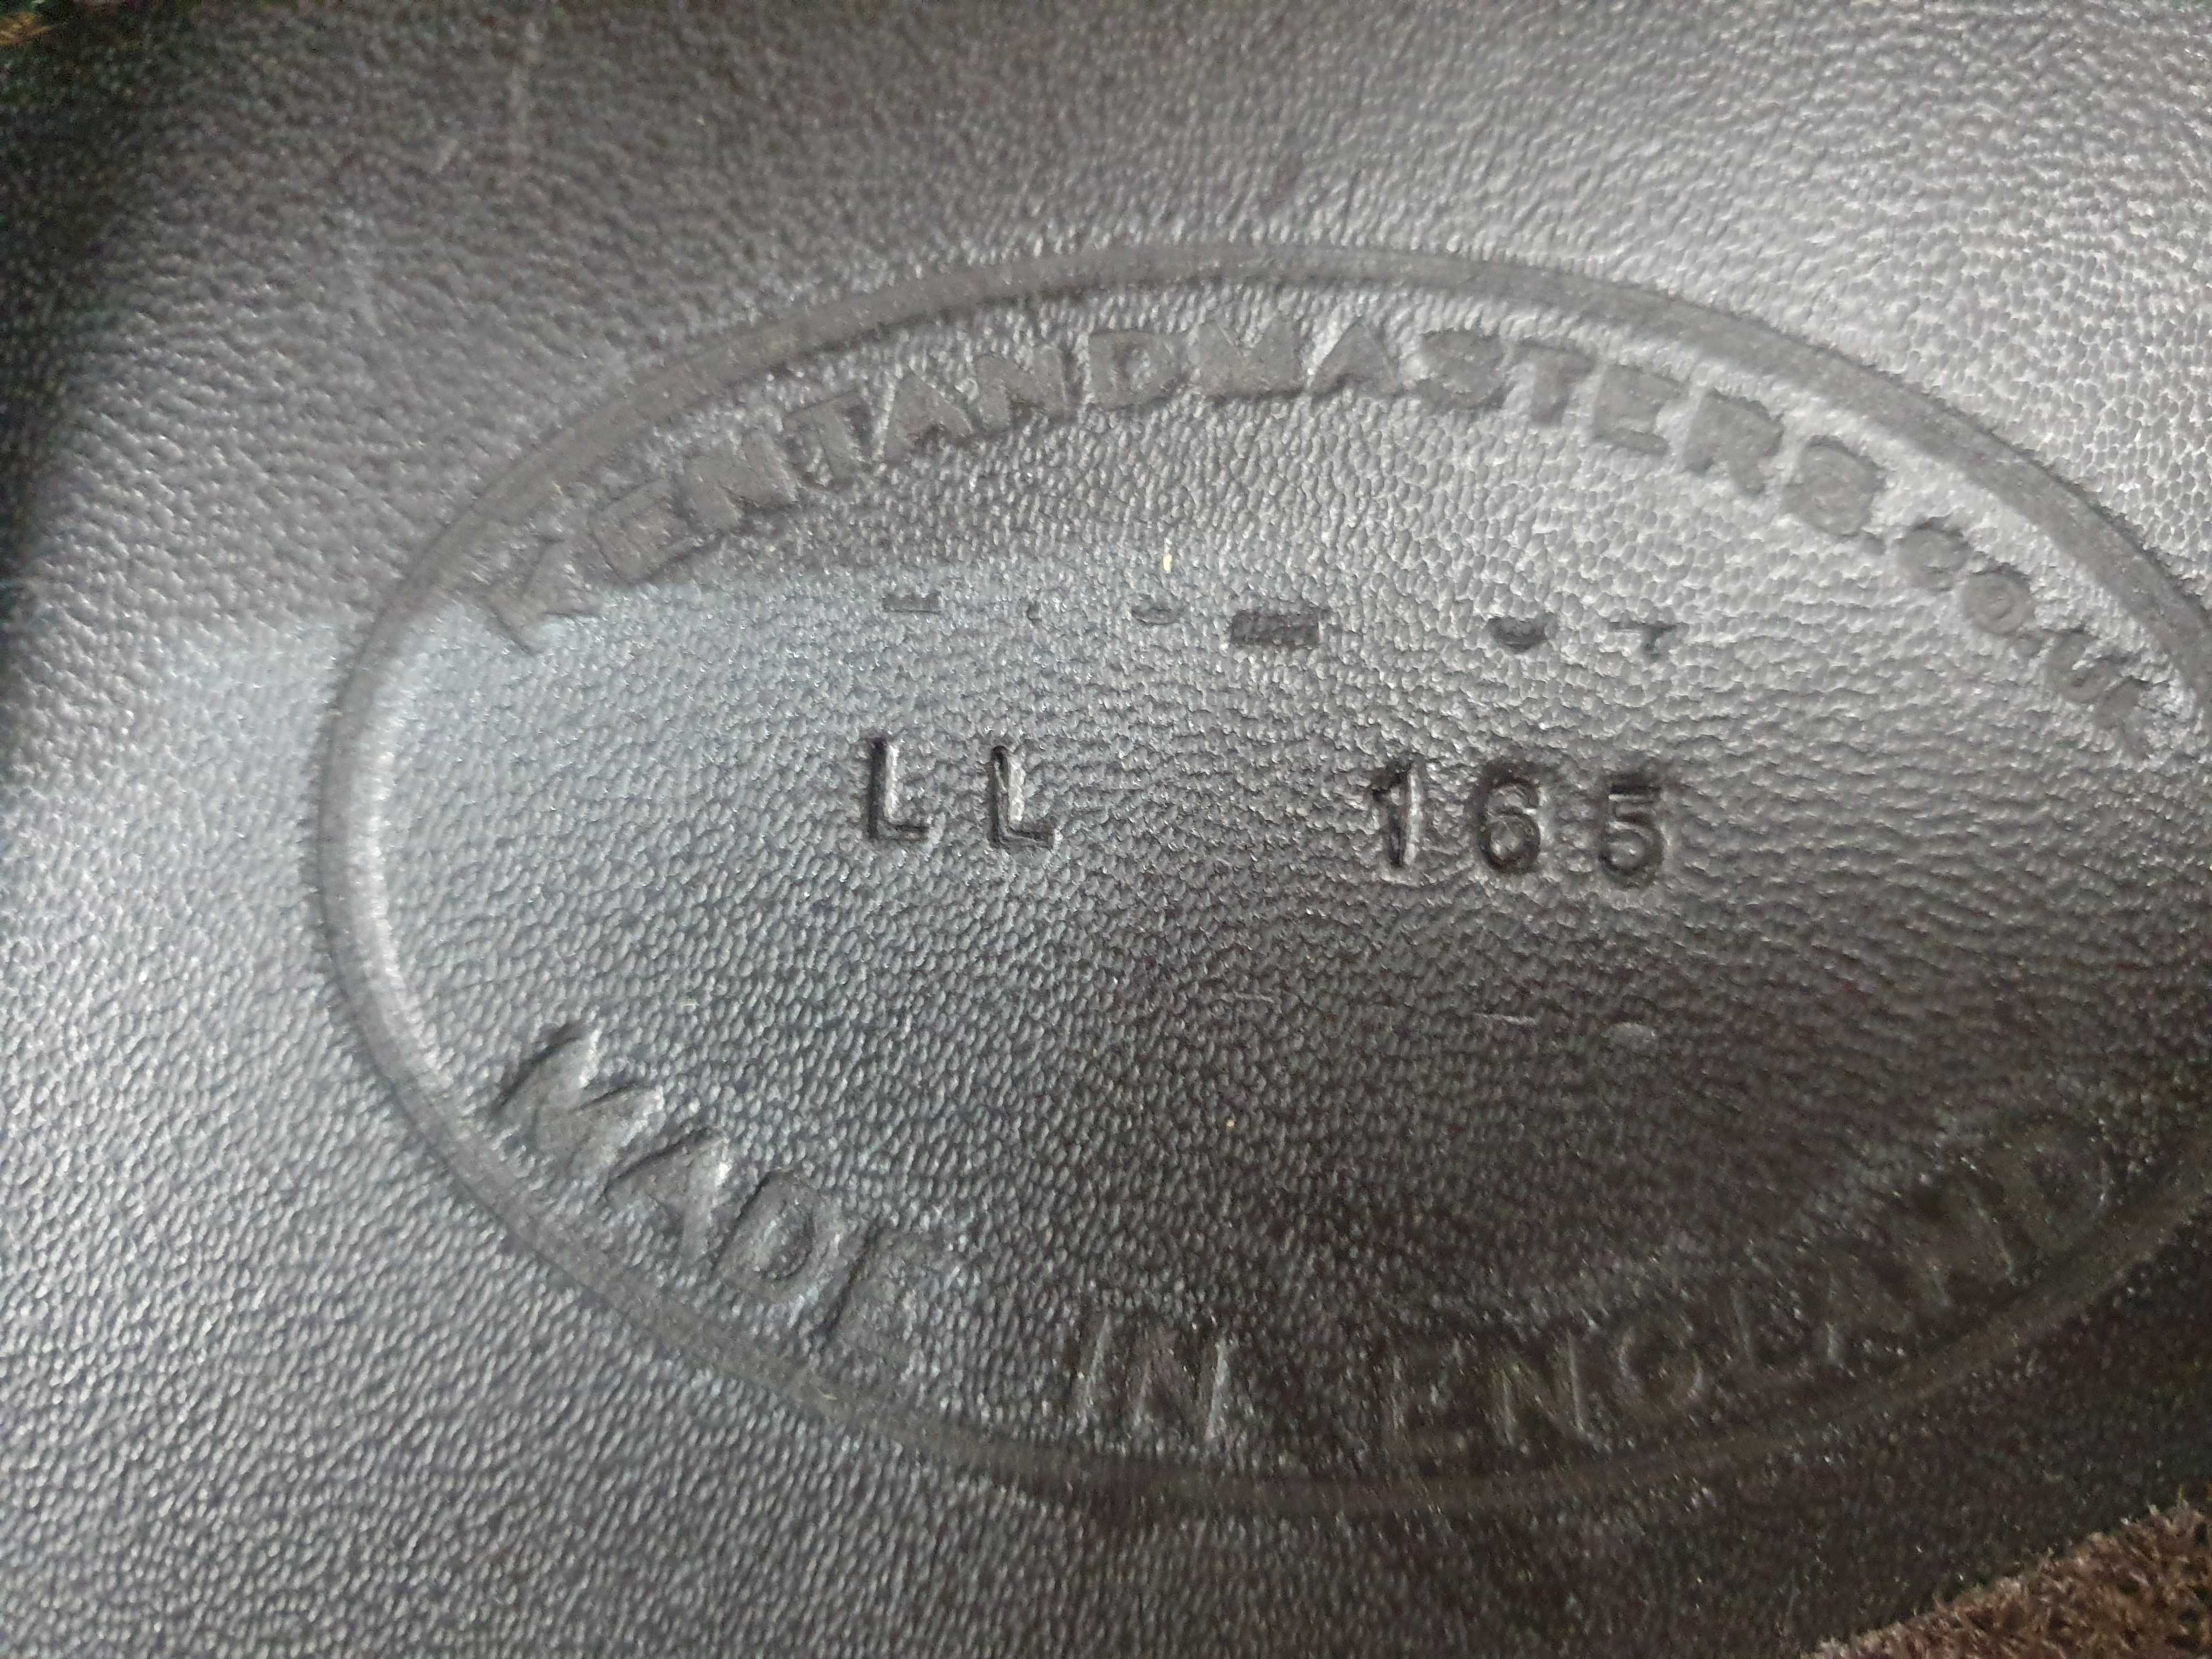 KENTANDMASTERS.CO.UK
LL 165
MADE IN ENGLAND